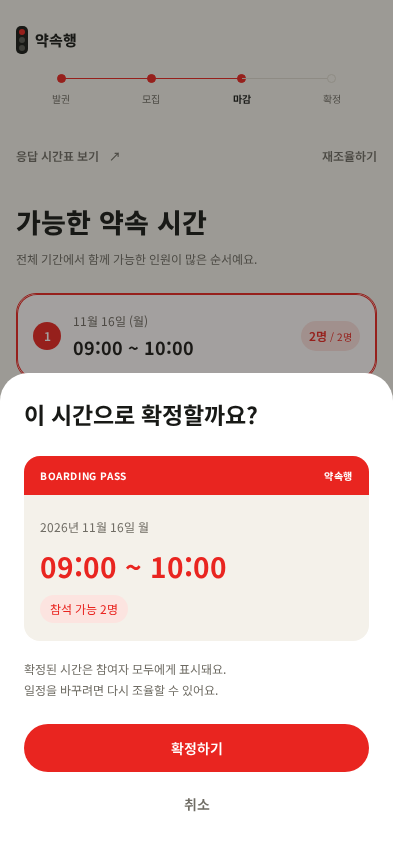 약속행
발권
모집
마감
확정
응답 시간표 보기 ↗
재조율하기
가능한 약속 시간
전체 기간에서 함께 가능한 인원이 많은 순서예요.
1
11월 16일 (월)
09:00 ~ 10:00
2명 / 2명
이 시간으로 확정할까요?
BOARDING PASS
약속행
2026년 11월 16일 월
09:00 ~ 10:00
참석 가능 2명
확정된 시간은 참여자 모두에게 표시돼요.
일정을 바꾸려면 다시 조율할 수 있어요.
확정하기
취소